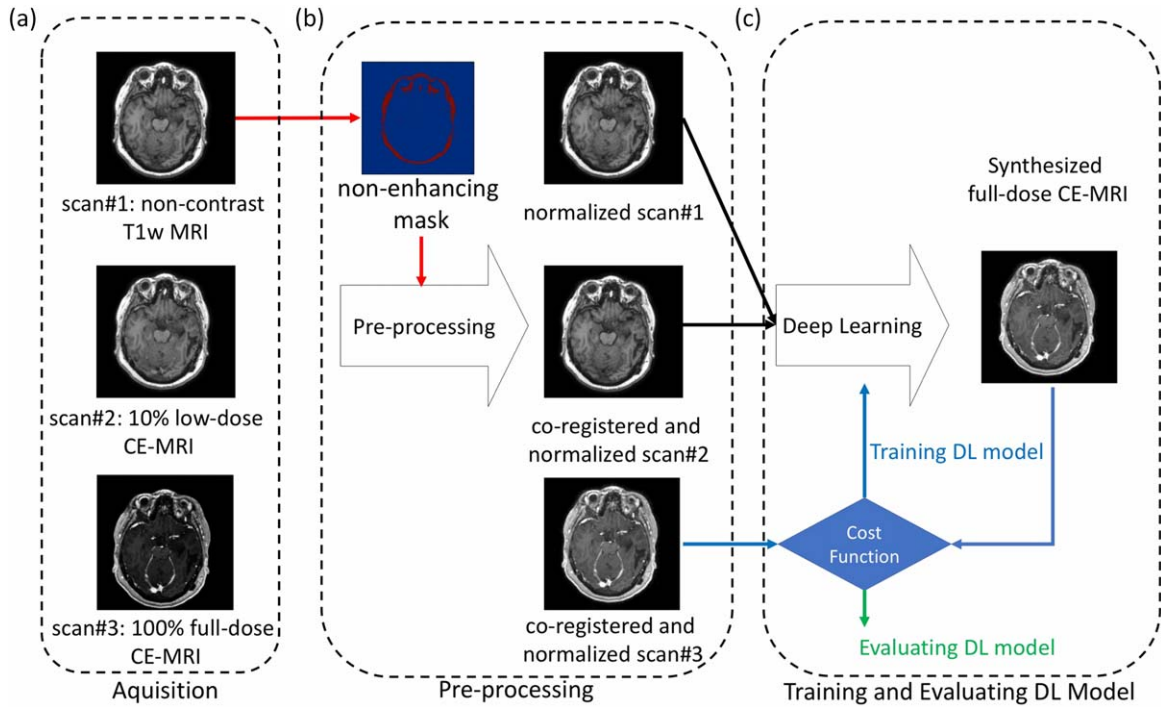 (a)
scan#1: non-contrast
T1w MRI
scan#2: 10% low-dose
CE-MRI
scan#3: 100% full-dose
CE-MRI
Aquisition
(b)
non-enhancing
mask
normalized scan#1
Pre-processing
co-registered and
normalized scan#2
co-registered and
normalized scan#3
Pre-processing
(c)
Synthesized
full-dose CE-MRI
Deep Learning
Training DL model
Cost
Function
Evaluating DL model
Training and Evaluating DL Model